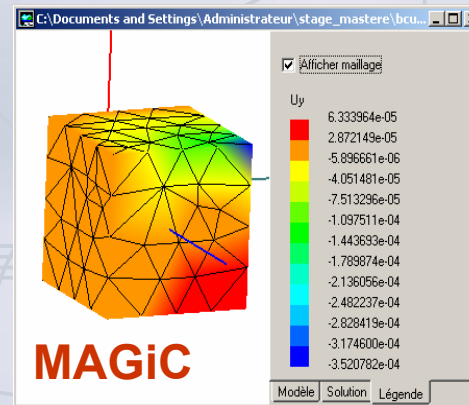 C:\Documents and Settings\Administrateur\stage_mastere\bcu...
Afficher maillage
Uy
6.333964e-05
2.872149e-05
-5.896661e-06
-4.051481e-05
-7.513296e-05
-1.097511e-04
-1.443693e-04
-1.789874e-04
-2.136056e-04
-2.482237e-04
-2.828419e-04
-3.174600e-04
-3.520782e-04
MAGiC
Modèle Solution Légende